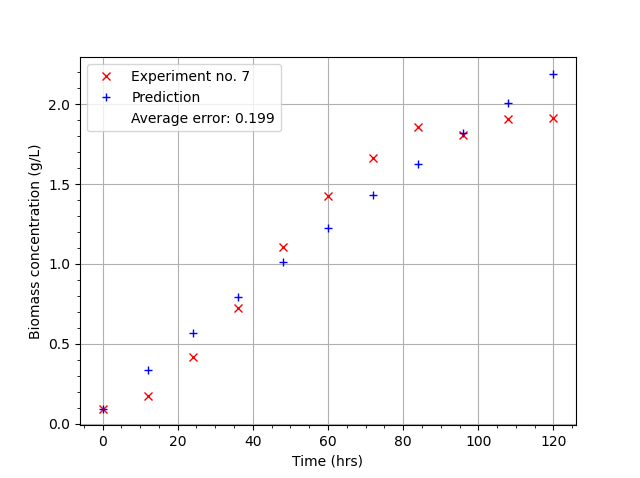 Experiment no. 7
Prediction
Average error: 0.199
2.0
1.5
1.0
0.5
0.0
Biomass concentration (g/L)
0 20 40 60 80 100 120
Time (hrs)